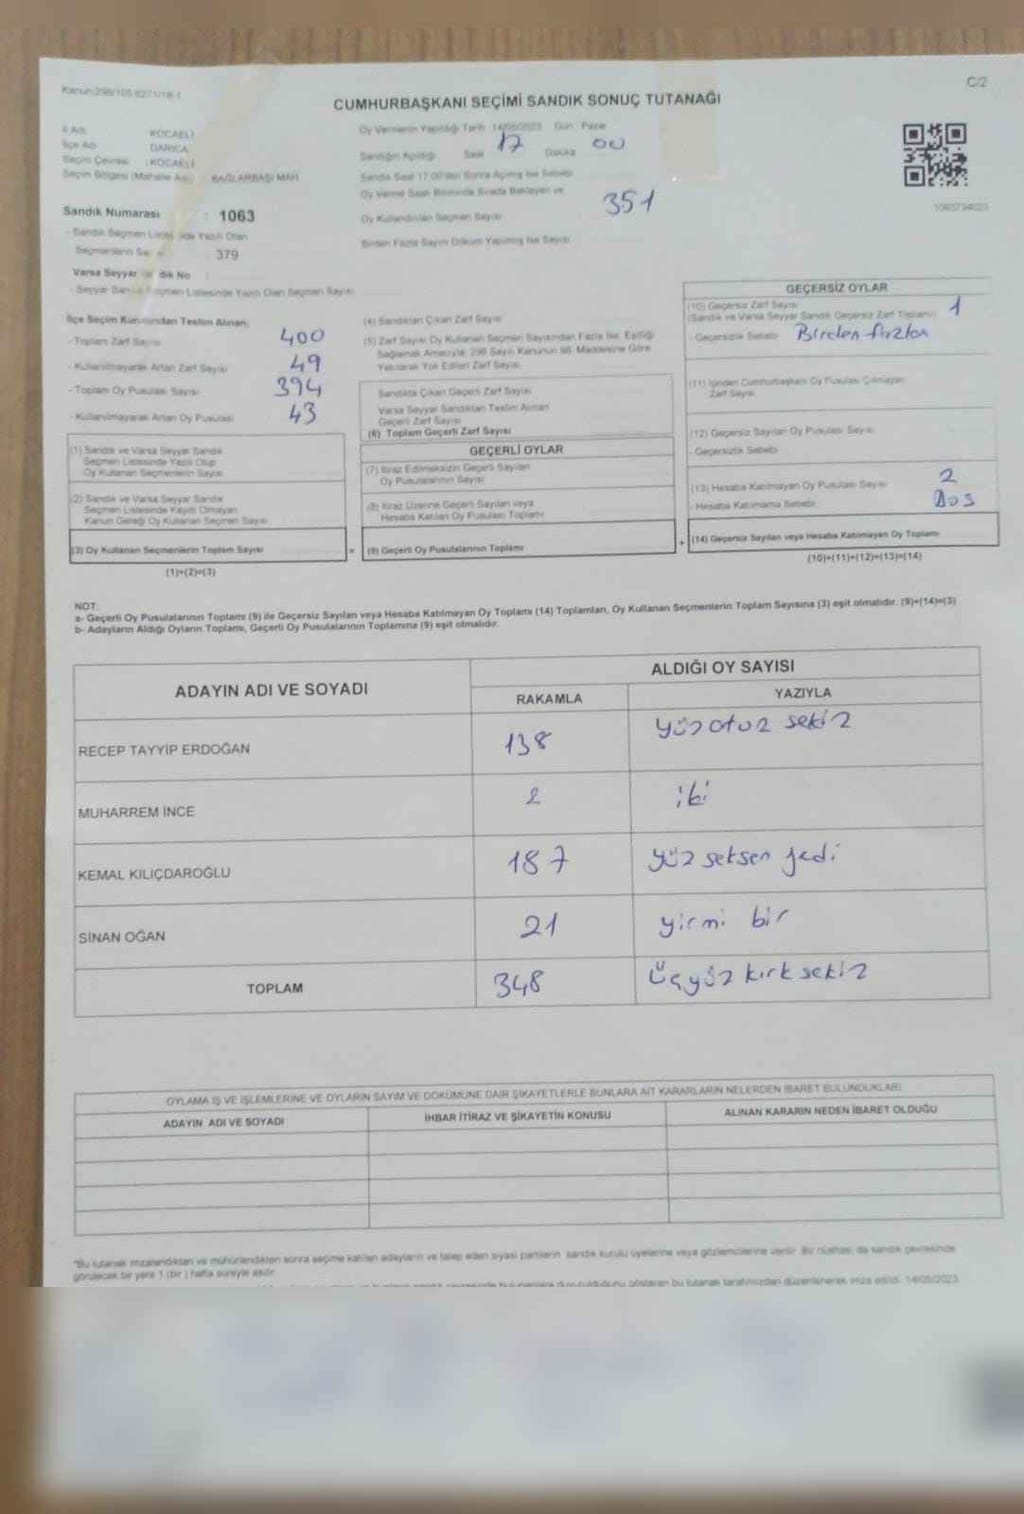 Kanun:298/105 6271/18-1
C/2
CUMHURBAŞKANI SEÇİMİ SANDIK SONUÇ TUTANAĞI
İl Adı : KOCAELİ
İlçe Adı : DARICA
Seçim Çevresi : KOCAELİ
Seçim Bölgesi (Mahalle Adı) : BAĞLARBAŞI MAH.
Sandık Numarası : 1063
- Sandık Seçmen Listesinde Yazılı Olan
Seçmenlerin Sayısı 379
Varsa Seyyar Sandık No :
- Seyyar Sandık Seçmen Listesinde Yazılı Olan Seçmen Sayısı
Oy Vermenin Yapıldığı Tarih 14/05/2023 Gün : Pazar
Sandığın Açıldığı Saat 17 Dakika 00
Sandık Saat 17.00'dan Sonra Açılmış İse Sebebi
Oy Verme Saati Bitiminde Sırada Bekleyen ve
Oy Kullandırılan Seçmen Sayısı 351
Birden Fazla Sayım Döküm Yapılmış İse Sayısı
İlçe Seçim Kurulundan Teslim Alınan;
- Toplam Zarf Sayısı 400
- Kullanılmayarak Artan Zarf Sayısı 49
- Toplam Oy Pusulası Sayısı 394
- Kullanılmayarak Artan Oy Pusulası 43
(1) Sandık ve Varsa Seyyar Sandık
Seçmen Listesinde Yazılı Olup
Oy Kullanan Seçmenlerin Sayısı
(2) Sandık ve Varsa Seyyar Sandık
Seçmen Listesinde Kayıtlı Olmayan
Kanun Gereği Oy Kullanan Seçmen Sayısı
(3) Oy Kullanan Seçmenlerin Toplam Sayısı
(1)+(2)=(3)
(4) Sandıktan Çıkan Zarf Sayısı
(5) Zarf Sayısı Oy Kullanan Seçmen Sayısından Fazla İse, Eşitliği
Sağlamak Amacıyla; 298 Sayılı Kanunun 98. Maddesine Göre
Yakılarak Yok Edilen Zarf Sayısı
Sandıkta Çıkan Geçerli Zarf Sayısı
Varsa Seyyar Sandıktan Teslim Alınan
Geçerli Zarf Sayısı
(6) Toplam Geçerli Zarf Sayısı
GEÇERLİ OYLAR
(7) İtiraz Edilmeksizin Geçerli Sayılan
Oy Pusulalarının Sayısı
(8) İtiraz Üzerine Geçerli Sayılan veya
Hesaba Katılan Oy Pusulası Toplamı
=
(9) Geçerli Oy Pusulalarının Toplamı
GEÇERSİZ OYLAR
(10) Geçersiz Zarf Sayısı 1
(Sandık ve Varsa Seyyar Sandık Geçersiz Zarf Toplamı)
- Geçersizlik Sebebi Birden fazlan
(11) İçinden Cumhurbaşkanı Oy Pusulası Çıkmayan
Zarf Sayısı
(12) Geçersiz Sayılan Oy Pusulası Sayısı
- Geçersizlik Sebebi
(13) Hesaba Katılmayan Oy Pusulası Sayısı 2
- Hesaba Katılmama Sebebi Bos
+
(14) Geçersiz Sayılan veya Hesaba Katılmayan Oy Toplamı
(10)+(11)+(12)+(13)=(14)
NOT:
a- Geçerli Oy Pusulalarının Toplamı (9) ile Geçersiz Sayılan veya Hesaba Katılmayan Oy Toplamı (14) Toplamları, Oy Kullanan Seçmenlerin Toplam Sayısına (3) eşit olmalıdır. (9)+(14)=(3)
b- Adayların Aldığı Oyların Toplamı, Geçerli Oy Pusulalarının Toplamına (9) eşit olmalıdır.
ADAYIN ADI VE SOYADI
ALDIĞI OY SAYISI
RAKAMLA YAZIYLA
RECEP TAYYİP ERDOĞAN 138 yüz otuz sekiz
MUHARREM İNCE 2 iki
KEMAL KILIÇDAROĞLU 187 yüz seksen yedi
SİNAN OĞAN 21 yirmi bir
TOPLAM 348 üçyüz kırk sekiz
OYLAMA İŞ VE İŞLEMLERİNE VE OYLARIN SAYIM VE DÖKÜMÜNE DAİR ŞİKAYETLERLE BUNLARA AİT KARARLARIN NELERDEN İBARET BULUNDUKLARI
ADAYIN ADI VE SOYADI İHBAR İTİRAZ VE ŞİKAYETİN KONUSU ALINAN KARARIN NEDEN İBARET OLDUĞU
"Bu tutanak imzalandıktan ve mühürlendikten sonra seçime katılan adayların ve talep eden siyasi partilerin sandık kurulu üyelerine veya gözlemcilerine verilir. Bir nüshası da sandık çevresinde
görülecek bir yere 1 (bir ) hafta süreyle asılır.
bu tutanak tarafımızdan düzenlenerek imza edildi. 14/05/2023